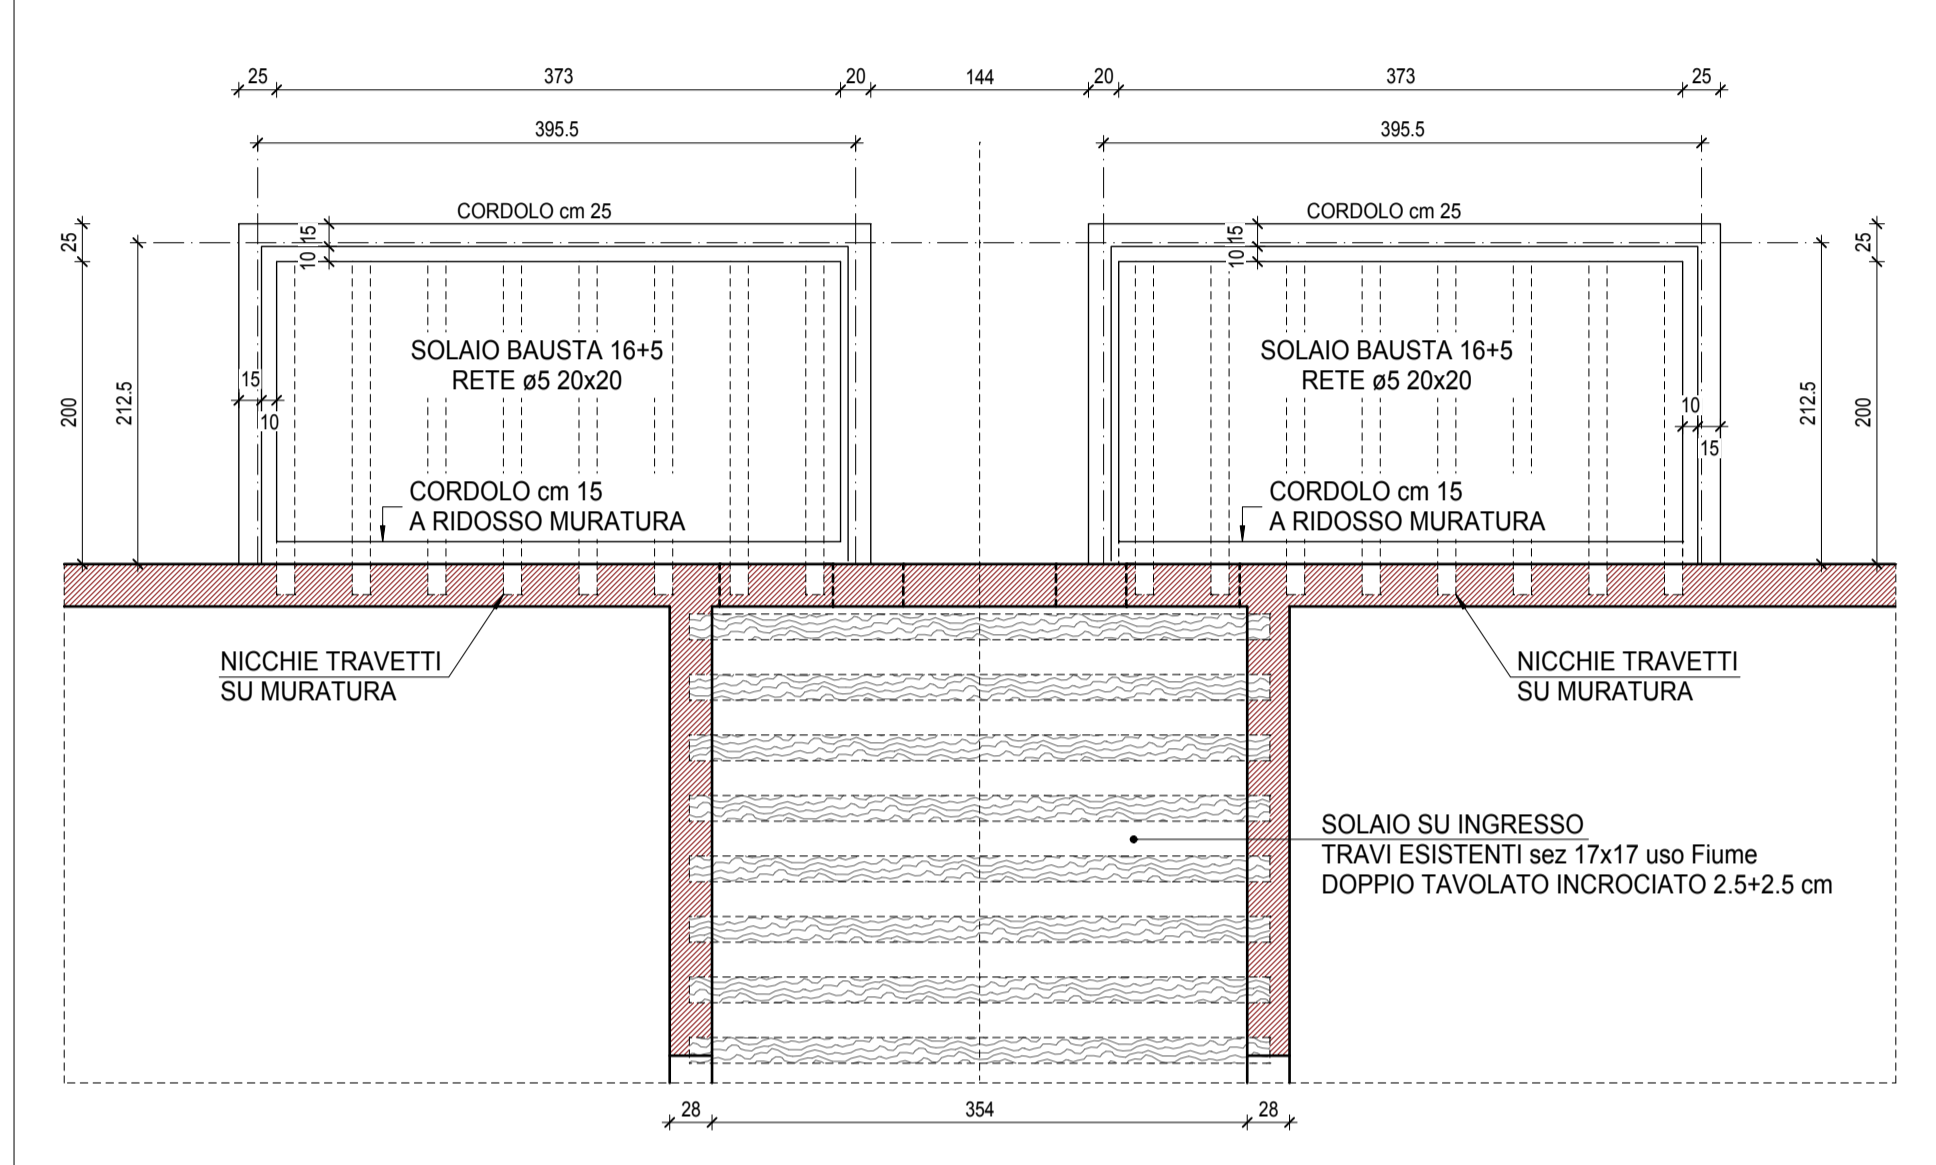 25 373 20 144 20 373 25
395.5 395.5
CORDOLO cm 25 CORDOLO cm 25
25 15 10 15 10 25
SOLAIO BAUSTA 16+5
RETE ø5 20x20
SOLAIO BAUSTA 16+5
RETE ø5 20x20
200 212.5 15 10
10 15 212.5 200
CORDOLO cm 15
A RIDOSSO MURATURA
CORDOLO cm 15
A RIDOSSO MURATURA
NICCHIE TRAVETTI
SU MURATURA
NICCHIE TRAVETTI
SU MURATURA
SOLAIO SU INGRESSO
TRAVI ESISTENTI sez 17x17 uso Fiume
DOPPIO TAVOLATO INCROCIATO 2.5+2.5 cm
28 354 28